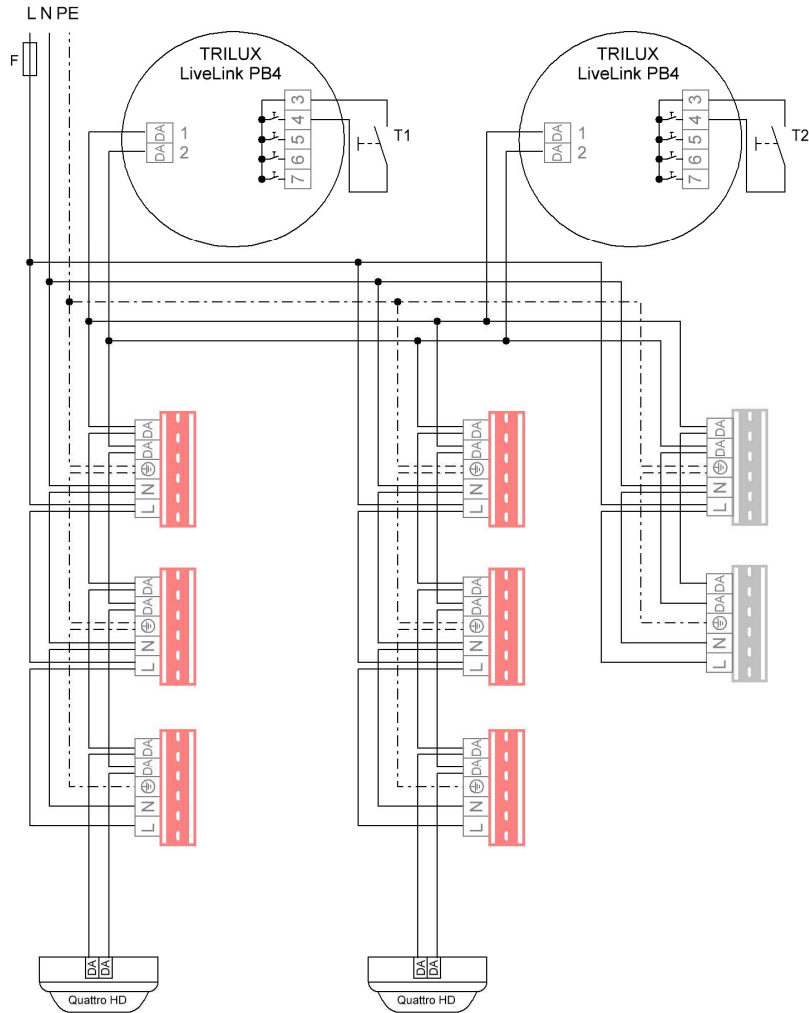 L N PE
F
TRILUX
LiveLink PB4
DA 1
DA 2
3
4
5
6
7
T1
TRILUX
LiveLink PB4
DA 1
DA 2
3
4
5
6
7
T2
DA
DA
N
L
DA
DA
N
L
DA
DA
N
L
DA
DA
N
L
DA
DA
N
L
DA
DA
N
L
DA
DA
N
L
DA
DA
N
L
DA DA
Quattro HD
DA DA
Quattro HD